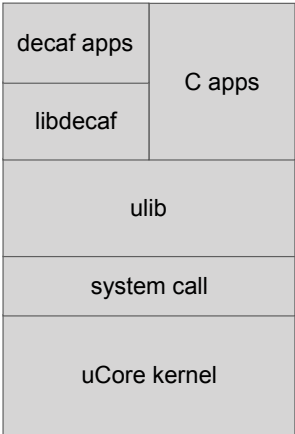 decaf apps
C apps
libdecaf
ulib
system call
uCore kernel